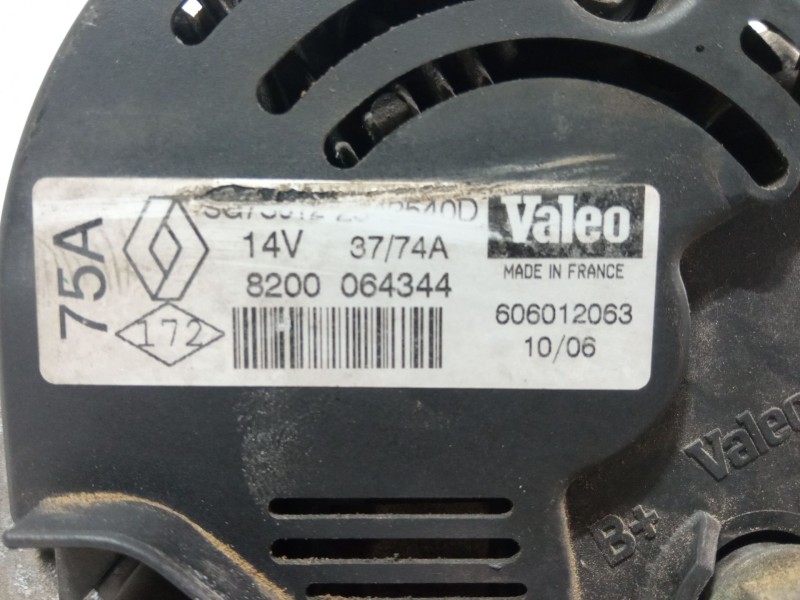 75A
Valeo
14V 37/74A
MADE IN FRANCE
8200 064344
606012063
172
10/06
Valeo
B+